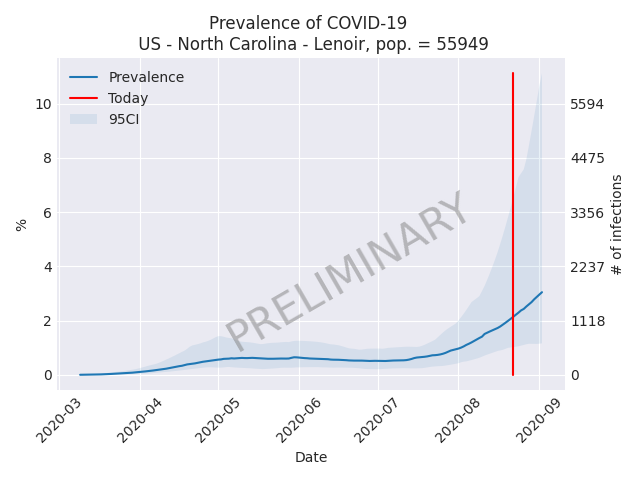 Prevalence of COVID-19
US - North Carolina - Lenoir, pop. = 55949
Prevalence
Today
95CI
10
8
6
4
2
0
%
5594
4475
3356
2237
1118
0
# of infections
PRELIMINARY
2020-03
2020-04
2020-05
2020-06
2020-07
2020-08
2020-09
Date